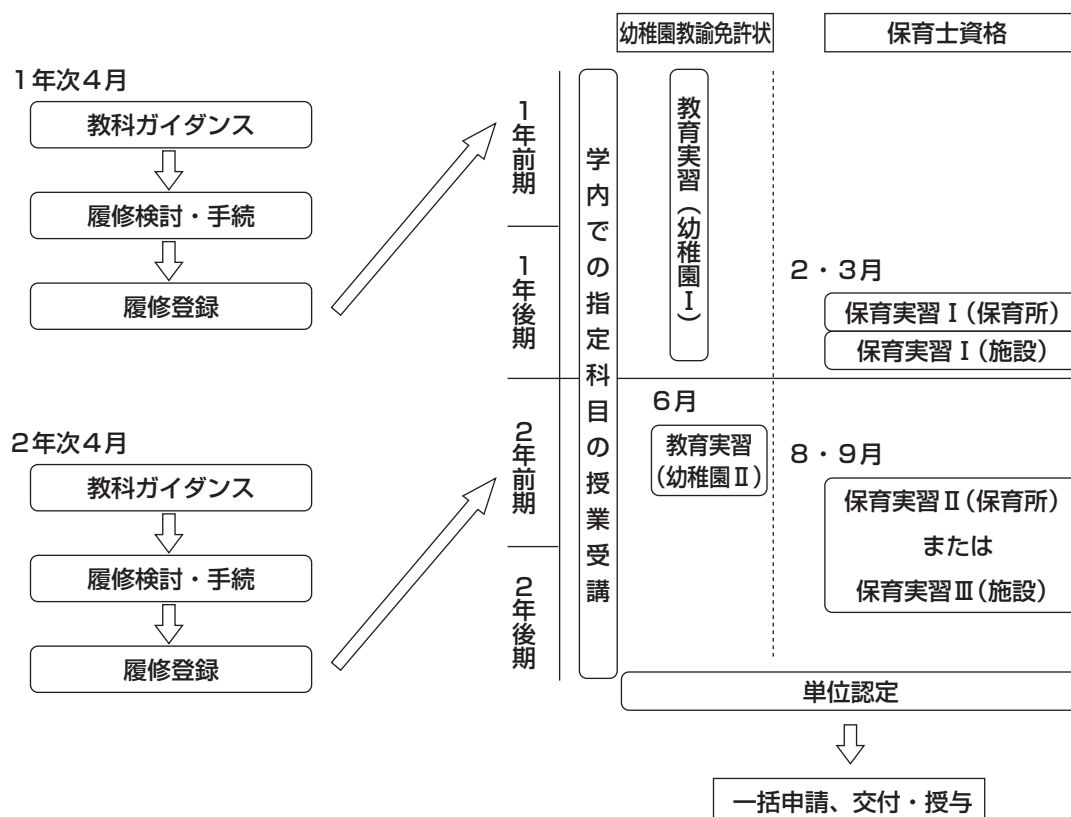 幼稚園教諭免許状
保育士資格
1年次4月
教科ガイダンス
履修検討・手続
履修登録
2年次4月
教科ガイダンス
履修検討・手続
履修登録
1年前期
1年後期
2年前期
2年後期
学内での指定科目の授業受講
教育実習(幼稚園Ⅰ)
6月
教育実習
(幼稚園Ⅱ)
2・3月
保育実習Ⅰ(保育所)
保育実習Ⅰ(施設)
8・9月
保育実習Ⅱ(保育所)
または
保育実習Ⅲ(施設)
単位認定
一括申請、交付・授与